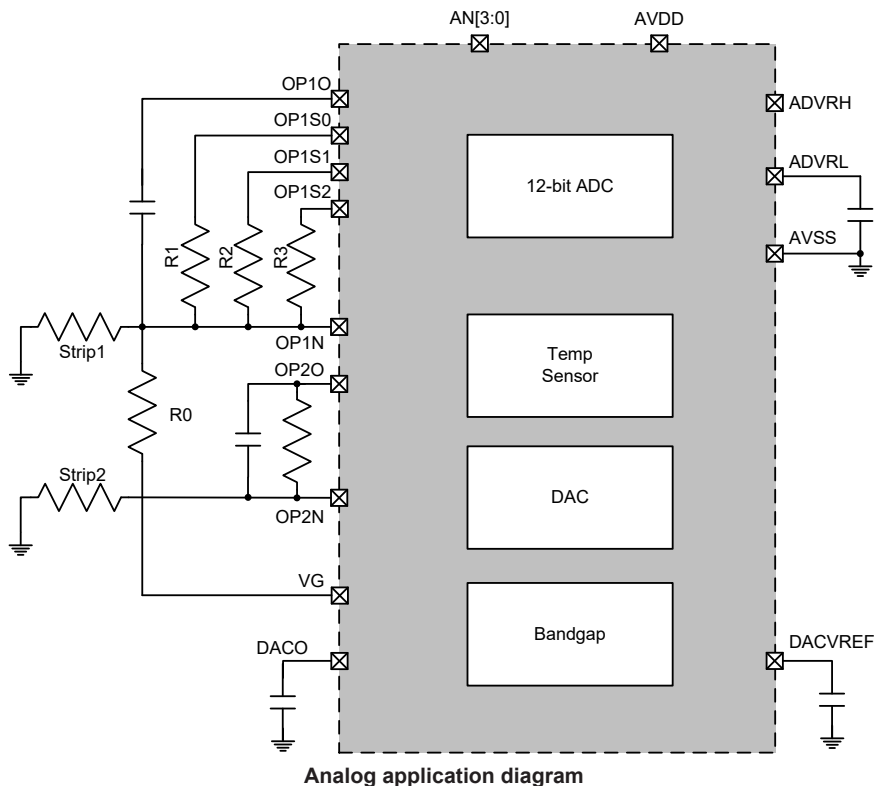 AN[3:0]
AVDD
OP1O
OP1S0
OP1S1
OP1S2
R1
R2
R3
OP1N
Strip1
R0
OP2O
Strip2
OP2N
VG
DACO
12-bit ADC
Temp
Sensor
DAC
Bandgap
ADVRH
ADVRL
AVSS
DACVREF
Analog application diagram